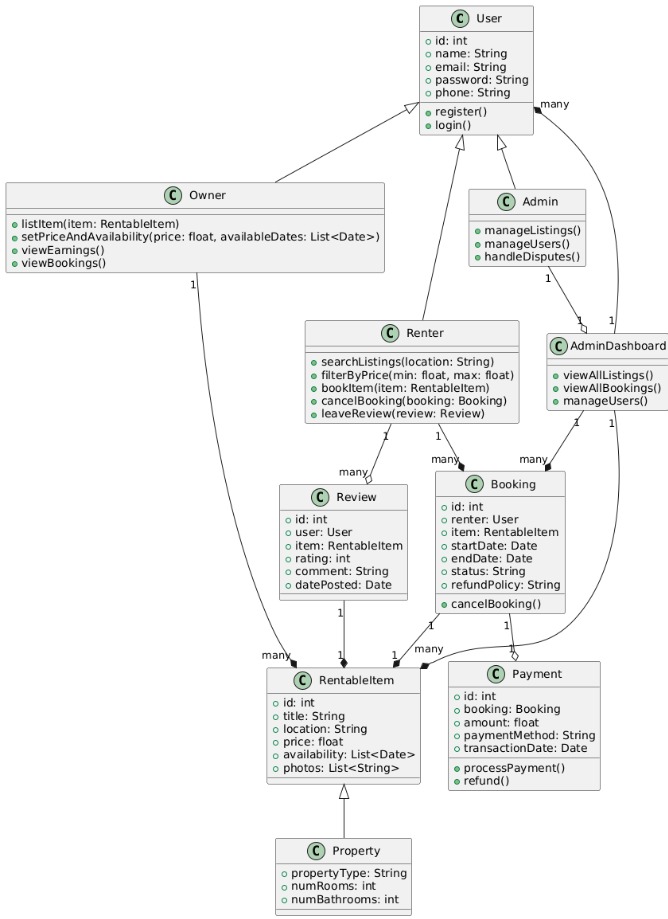 C User
id: int
name: String
email: String
password: String
phone: String
register()
login()
many
C Owner
listItem(item: RentableItem)
setPriceAndAvailability(price: float, availableDates: List<Date>)
viewEarnings()
viewBookings()
C Admin
manageListings()
manageUsers()
handleDisputes()
1
1
1
1
C Renter
searchListings(location: String)
filterByPrice(min: float, max: float)
bookItem(item: RentableItem)
cancelBooking(booking: Booking)
leaveReview(review: Review)
C AdminDashboard
viewAllListings()
viewAllBookings()
manageUsers()
1
1
1
1
many
many
many
C Review
id: int
user: User
item: RentableItem
rating: int
comment: String
datePosted: Date
C Booking
id: int
renter: User
item: RentableItem
startDate: Date
endDate: Date
status: String
refundPolicy: String
cancelBooking()
1
1
1
many
1
1
many
1
C RentableItem
id: int
title: String
location: String
price: float
availability: List<Date>
photos: List<String>
C Payment
id: int
booking: Booking
amount: float
paymentMethod: String
transactionDate: Date
processPayment()
refund()
C Property
propertyType: String
numRooms: int
numBathrooms: int